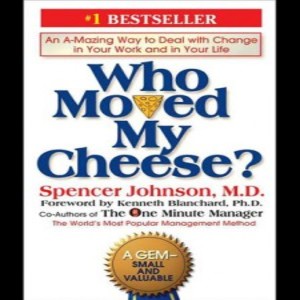 #1 BESTSELLER
An A-Mazing Way to Deal with Change
in Your Work and in Your Life
Who
Moved
My
Cheese?
Spencer Johnson, M.D.
Foreword by Kenneth Blanchard, Ph.D.
Co-Authors of The One Minute Manager
The World's Most Popular Management Method
A GEM–
SMALL AND
VALUABLE